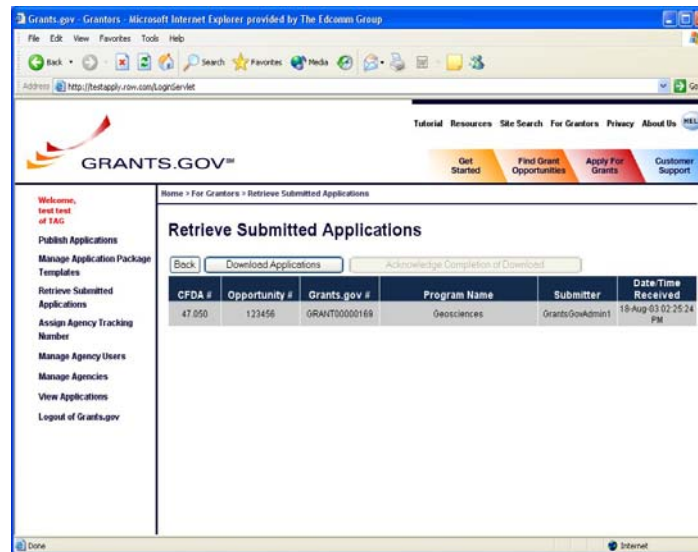 Grants.gov - Grantors - Microsoft Internet Explorer provided by The Edcomm Group
File Edit View Favorites Tools Help
Back Search Favorites Media
Address http://testapply.row.com/LoginServlet Go
Tutorial Resources Site Search For Grantors Privacy About Us HEL
GRANTS.GOV℠
Get Started
Find Grant Opportunities
Apply For Grants
Customer Support
Welcome,
test test
of TAG
Publish Applications
Manage Application Package
Templates
Retrieve Submitted
Applications
Assign Agency Tracking
Number
Manage Agency Users
Manage Agencies
View Applications
Logout of Grants.gov
Home > For Grantors > Retrieve Submitted Applications
Retrieve Submitted Applications
Back Download Applications Acknowledge Completion of Download
CFDA # Opportunity # Grants.gov # Program Name Submitter Date/Time Received
47.050 123456 GRANT00000169 Geosciences GrantsGovAdmin1 18-Aug-03 02:25:24 PM
Done Internet